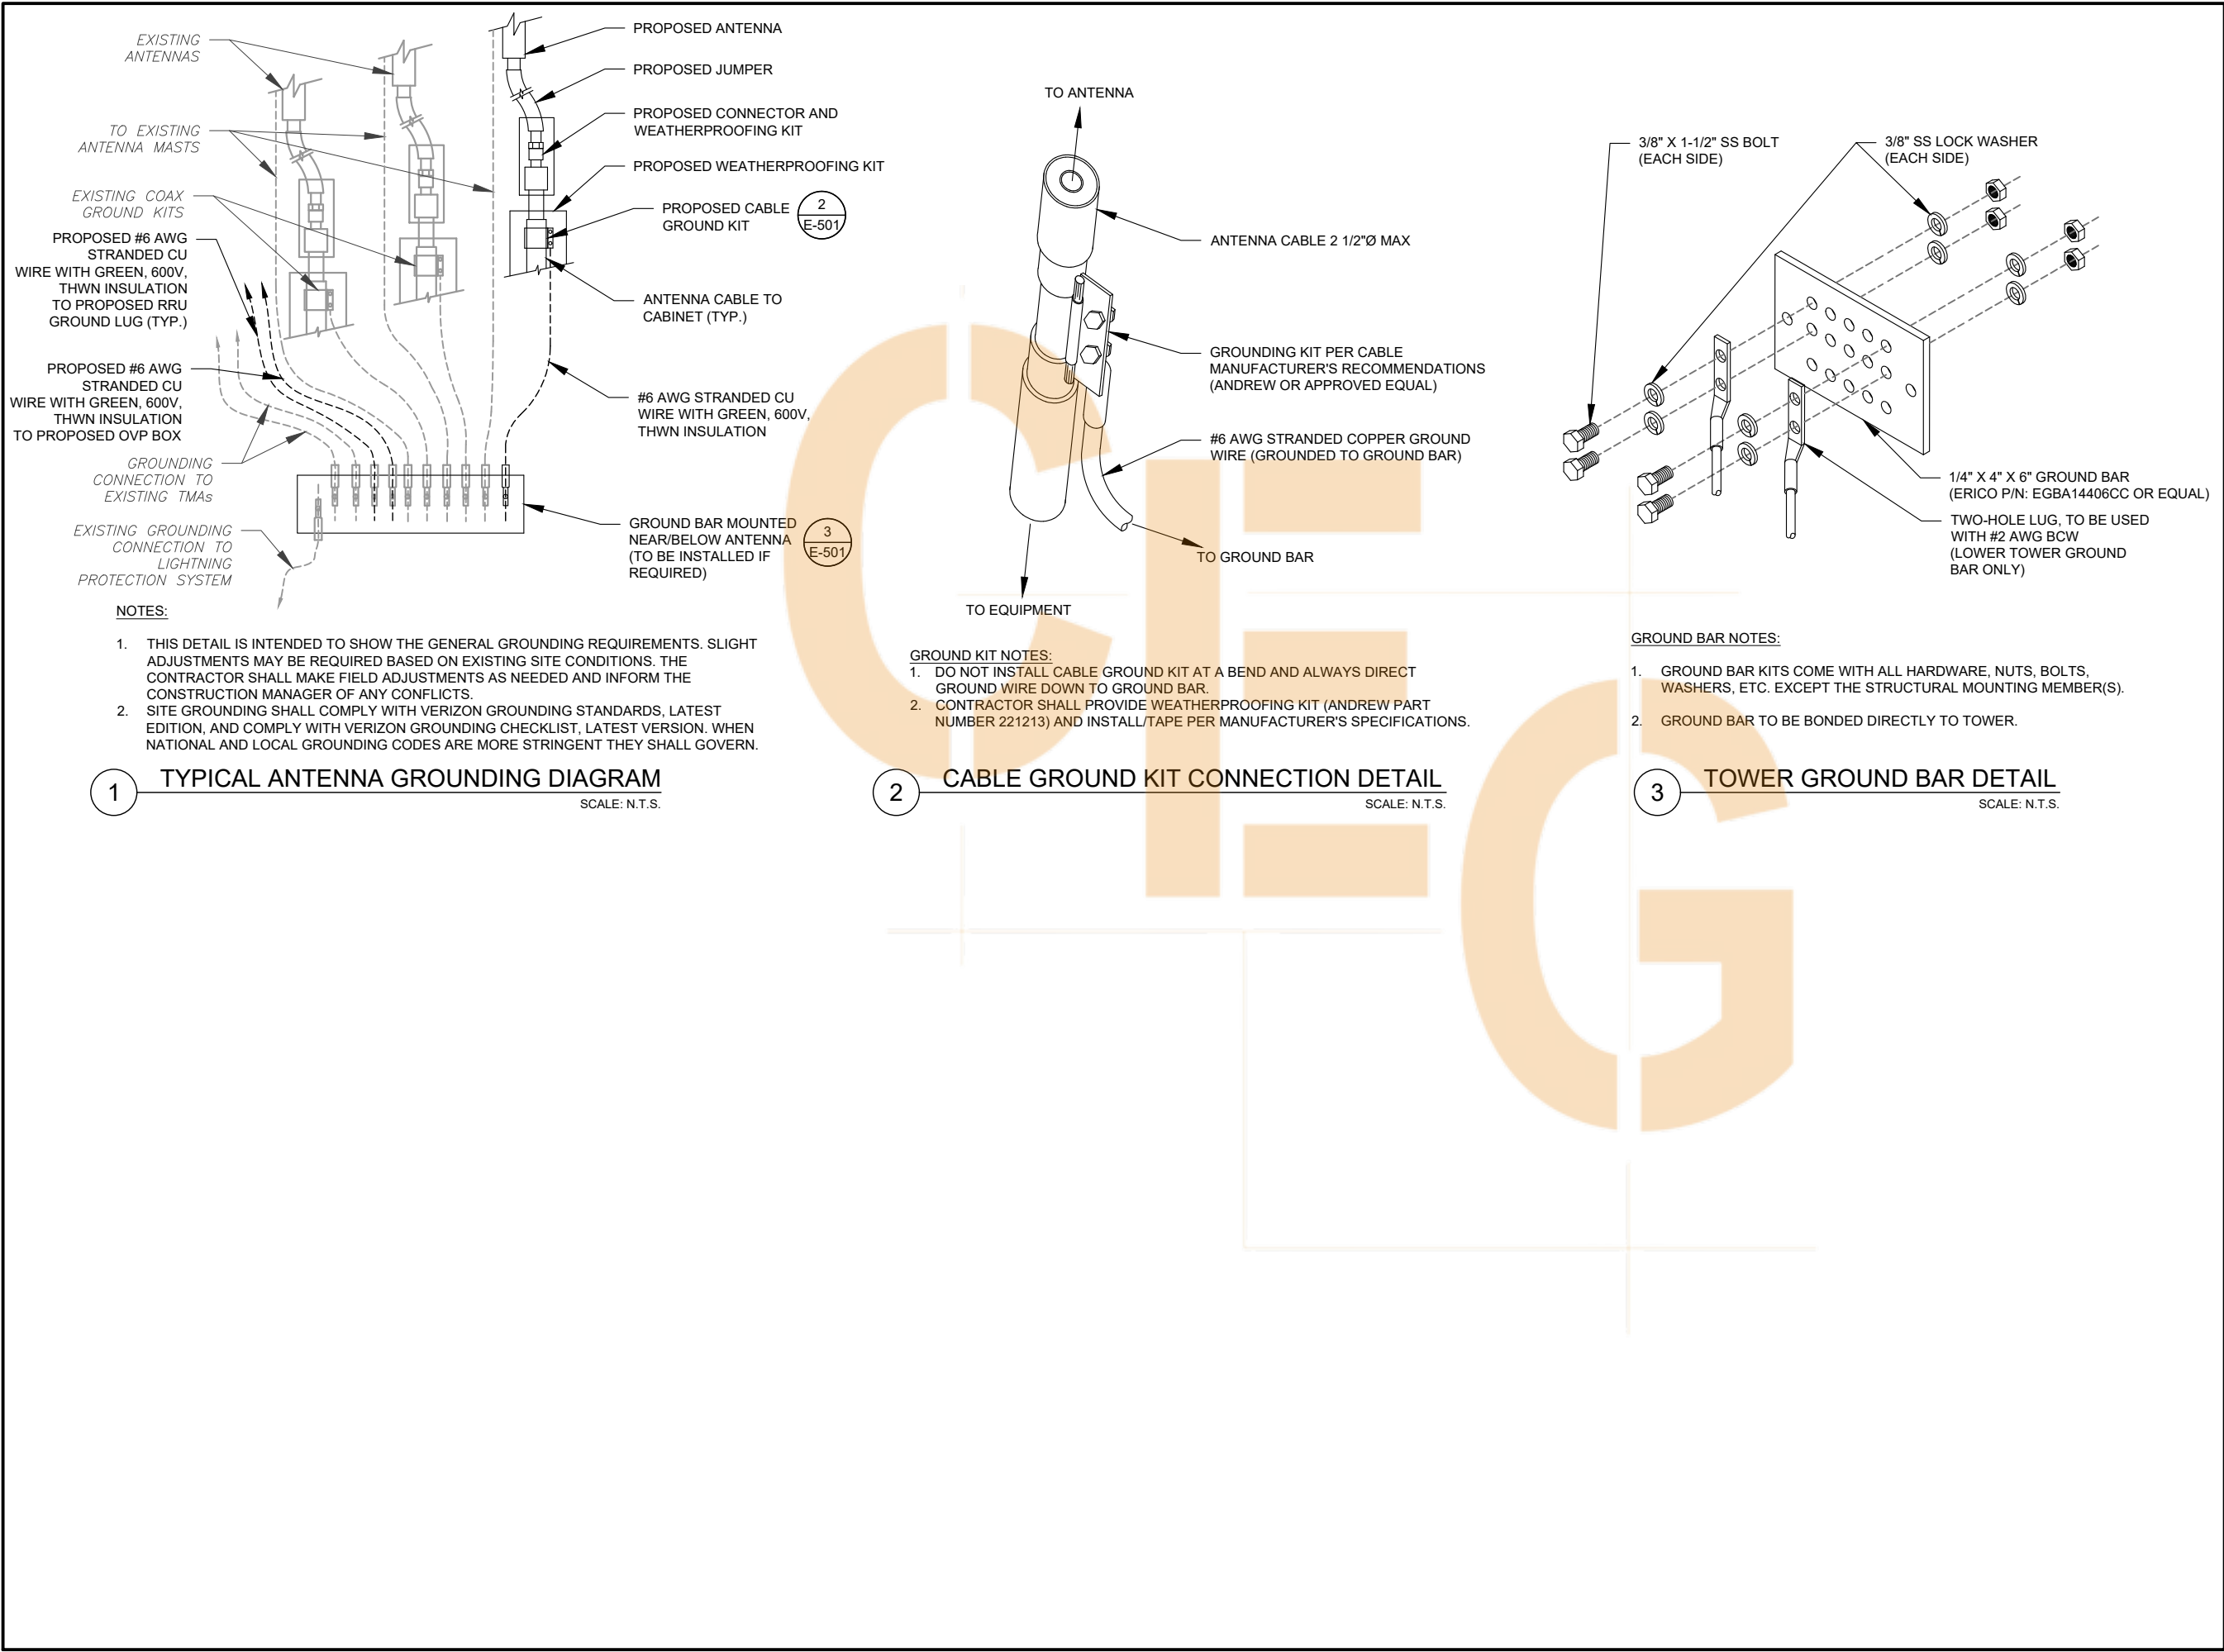 EXISTING
ANTENNAS
TO EXISTING
ANTENNA MASTS
EXISTING COAX
GROUND KITS
PROPOSED #6 AWG
STRANDED CU
WIRE WITH GREEN, 600V,
THWN INSULATION
TO PROPOSED RRU
GROUND LUG (TYP.)
PROPOSED #6 AWG
STRANDED CU
WIRE WITH GREEN, 600V,
THWN INSULATION
TO PROPOSED OVP BOX
GROUNDING
CONNECTION TO
EXISTING TMAs
EXISTING GROUNDING
CONNECTION TO
LIGHTNING
PROTECTION SYSTEM
PROPOSED ANTENNA
PROPOSED JUMPER
PROPOSED CONNECTOR AND
WEATHERPROOFING KIT
PROPOSED WEATHERPROOFING KIT
PROPOSED CABLE
GROUND KIT
2
E-501
ANTENNA CABLE TO
CABINET (TYP.)
#6 AWG STRANDED CU
WIRE WITH GREEN, 600V,
THWN INSULATION
GROUND BAR MOUNTED
NEAR/BELOW ANTENNA
(TO BE INSTALLED IF
REQUIRED)
3
E-501
NOTES:
1. THIS DETAIL IS INTENDED TO SHOW THE GENERAL GROUNDING REQUIREMENTS. SLIGHT
ADJUSTMENTS MAY BE REQUIRED BASED ON EXISTING SITE CONDITIONS. THE
CONTRACTOR SHALL MAKE FIELD ADJUSTMENTS AS NEEDED AND INFORM THE
CONSTRUCTION MANAGER OF ANY CONFLICTS.
2. SITE GROUNDING SHALL COMPLY WITH VERIZON GROUNDING STANDARDS, LATEST
EDITION, AND COMPLY WITH VERIZON GROUNDING CHECKLIST, LATEST VERSION. WHEN
NATIONAL AND LOCAL GROUNDING CODES ARE MORE STRINGENT THEY SHALL GOVERN.
1 TYPICAL ANTENNA GROUNDING DIAGRAM
SCALE: N.T.S.
TO ANTENNA
ANTENNA CABLE 2 1/2"Ø MAX
GROUNDING KIT PER CABLE
MANUFACTURER'S RECOMMENDATIONS
(ANDREW OR APPROVED EQUAL)
#6 AWG STRANDED COPPER GROUND
WIRE (GROUNDED TO GROUND BAR)
TO GROUND BAR
TO EQUIPMENT
GROUND KIT NOTES:
1. DO NOT INSTALL CABLE GROUND KIT AT A BEND AND ALWAYS DIRECT
GROUND WIRE DOWN TO GROUND BAR.
2. CONTRACTOR SHALL PROVIDE WEATHERPROOFING KIT (ANDREW PART
NUMBER 221213) AND INSTALL/TAPE PER MANUFACTURER'S SPECIFICATIONS.
2 CABLE GROUND KIT CONNECTION DETAIL
SCALE: N.T.S.
3/8" X 1-1/2" SS BOLT
(EACH SIDE)
3/8" SS LOCK WASHER
(EACH SIDE)
1/4" X 4" X 6" GROUND BAR
(ERICO P/N: EGBA14406CC OR EQUAL)
TWO-HOLE LUG, TO BE USED
WITH #2 AWG BCW
(LOWER TOWER GROUND
BAR ONLY)
GROUND BAR NOTES:
1. GROUND BAR KITS COME WITH ALL HARDWARE, NUTS, BOLTS,
WASHERS, ETC. EXCEPT THE STRUCTURAL MOUNTING MEMBER(S).
2. GROUND BAR TO BE BONDED DIRECTLY TO TOWER.
3 TOWER GROUND BAR DETAIL
SCALE: N.T.S.
CEG